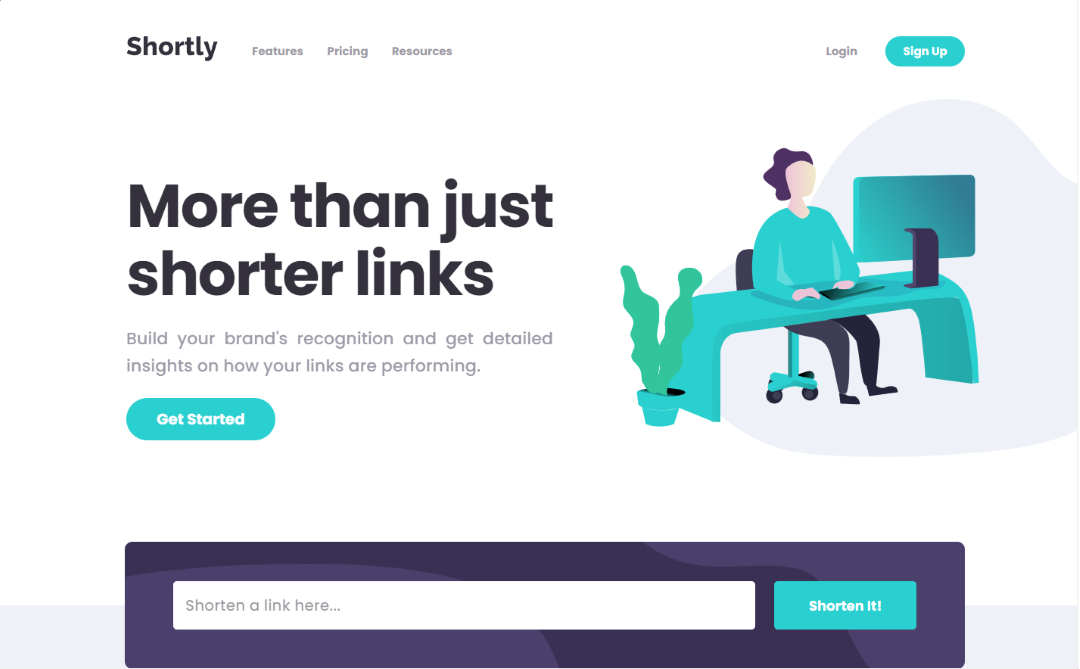 Shortly
Features
Pricing
Resources
Login
Sign Up
More than just
shorter links
Build your brand's recognition and get detailed
insights on how your links are performing.
Get Started
Shorten a link here...
Shorten It!